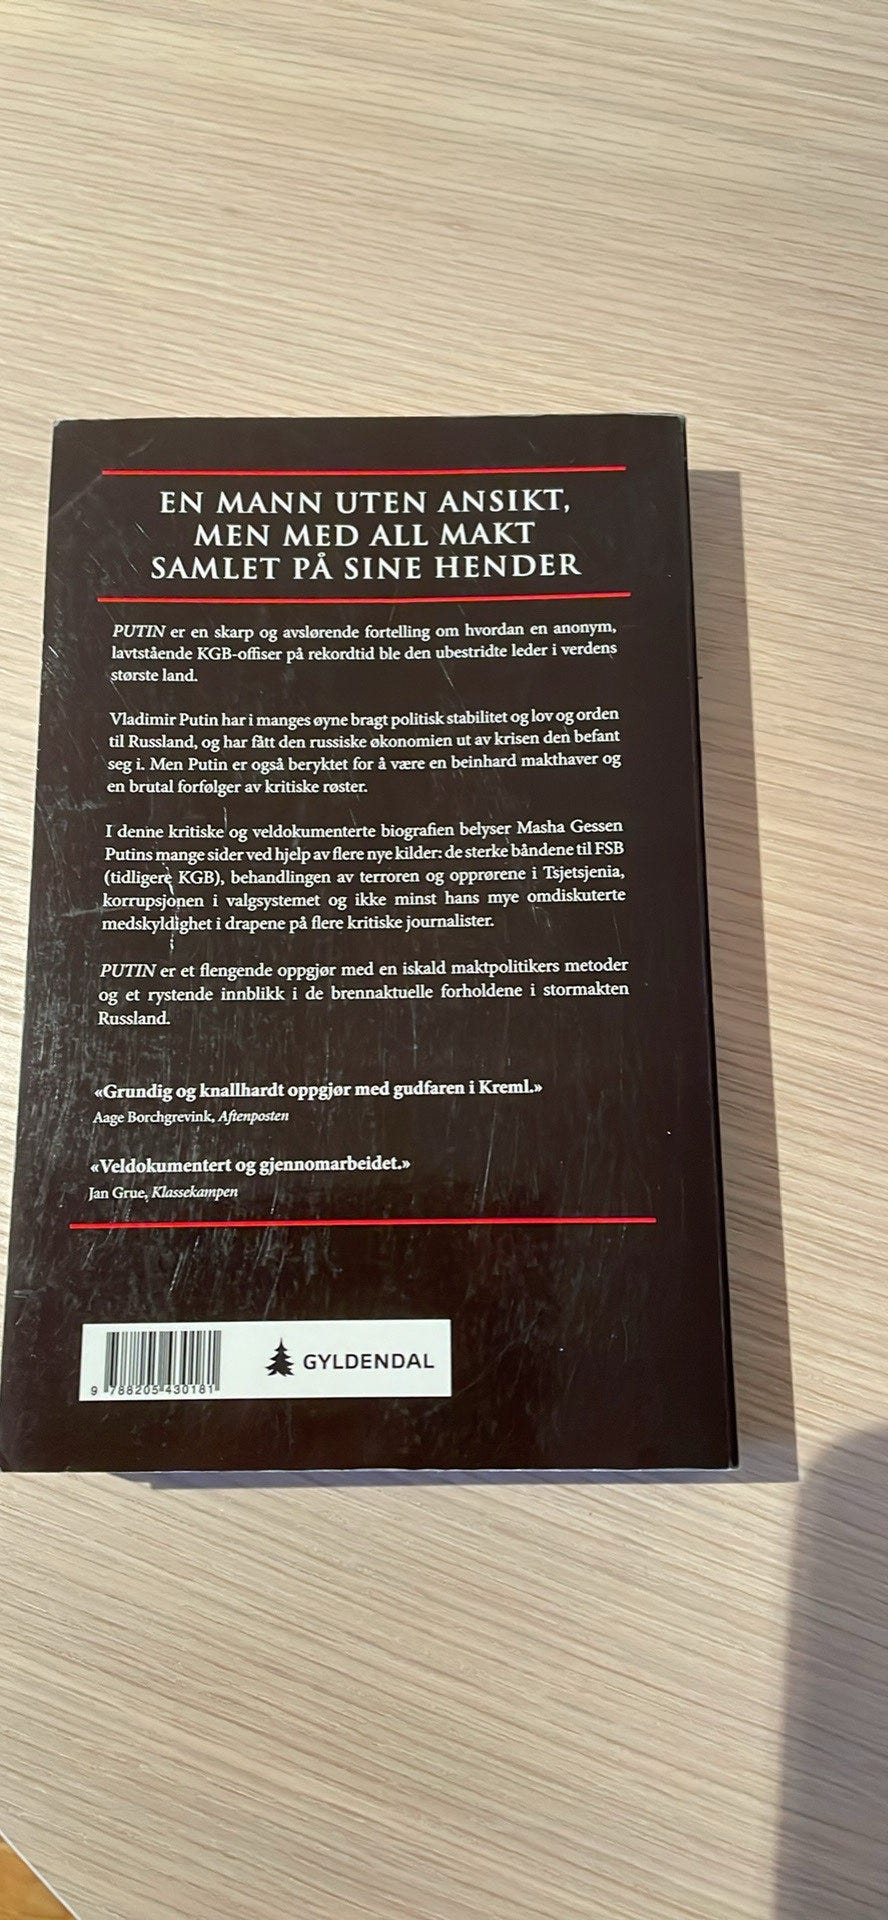 EN MANN UTEN ANSIKT,
MEN MED ALL MAKT
SAMLET PÅ SINE HENDER
PUTIN er en skarp og avslørende fortelling om hvordan en anonym,
lavtstående KGB-offiser på rekordtid ble den ubestridte leder i verdens
største land.
Vladimir Putin har i manges øyne bragt politisk stabilitet og lov og orden
til Russland, og har fått den russiske økonomien ut av krisen den befant
seg i. Men Putin er også beryktet for å være en beinhard makthaver og
en brutal forfølger av kritiske røster.
I denne kritiske og veldokumenterte biografien belyser Masha Gessen
Putins mange sider ved hjelp av flere nye kilder: de sterke båndene til FSB
(tidligere KGB), behandlingen av terroren og opprørene i Tsjetsjenia,
korrupsjonen i valgsystemet og ikke minst hans mye omdiskuterte
medskyldighet i drapene på flere kritiske journalister.
PUTIN er et flengende oppgjør med en iskald maktpolitikers metoder
og et rystende innblikk i de brennaktuelle forholdene i stormakten
Russland.
«Grundig og knallhardt oppgjør med gudfaren i Kreml.»
Aage Borchgrevink, Aftenposten
«Veldokumentert og gjennomarbeidet.»
Jan Grue, Klassekampen
GYLDENDAL
9 788205 430181